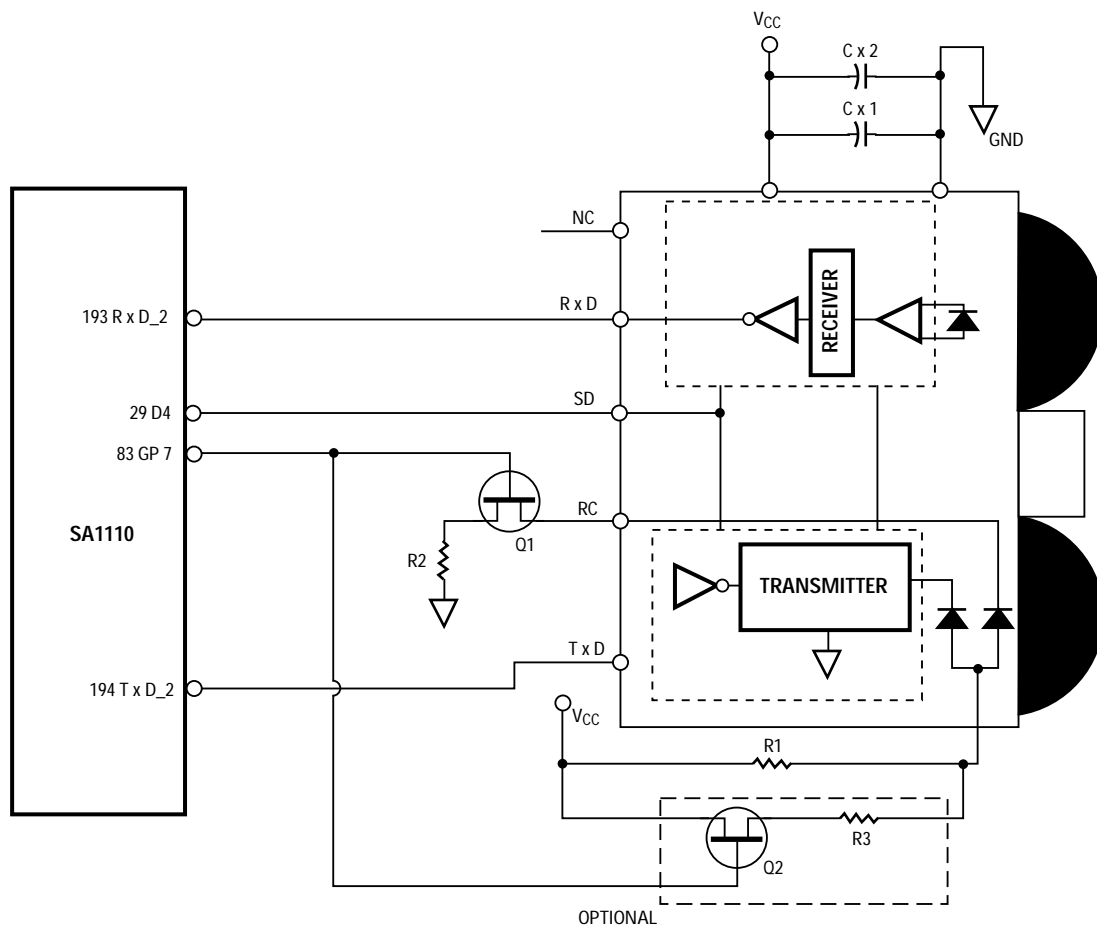 VCC
C x 2
C x 1
GND
NC
RECEIVER
193 R x D_2
R x D
29 D4
SD
83 GP 7
SA1110
RC
Q1
R2
TRANSMITTER
T x D
194 T x D_2
VCC
R1
R3
Q2
OPTIONAL